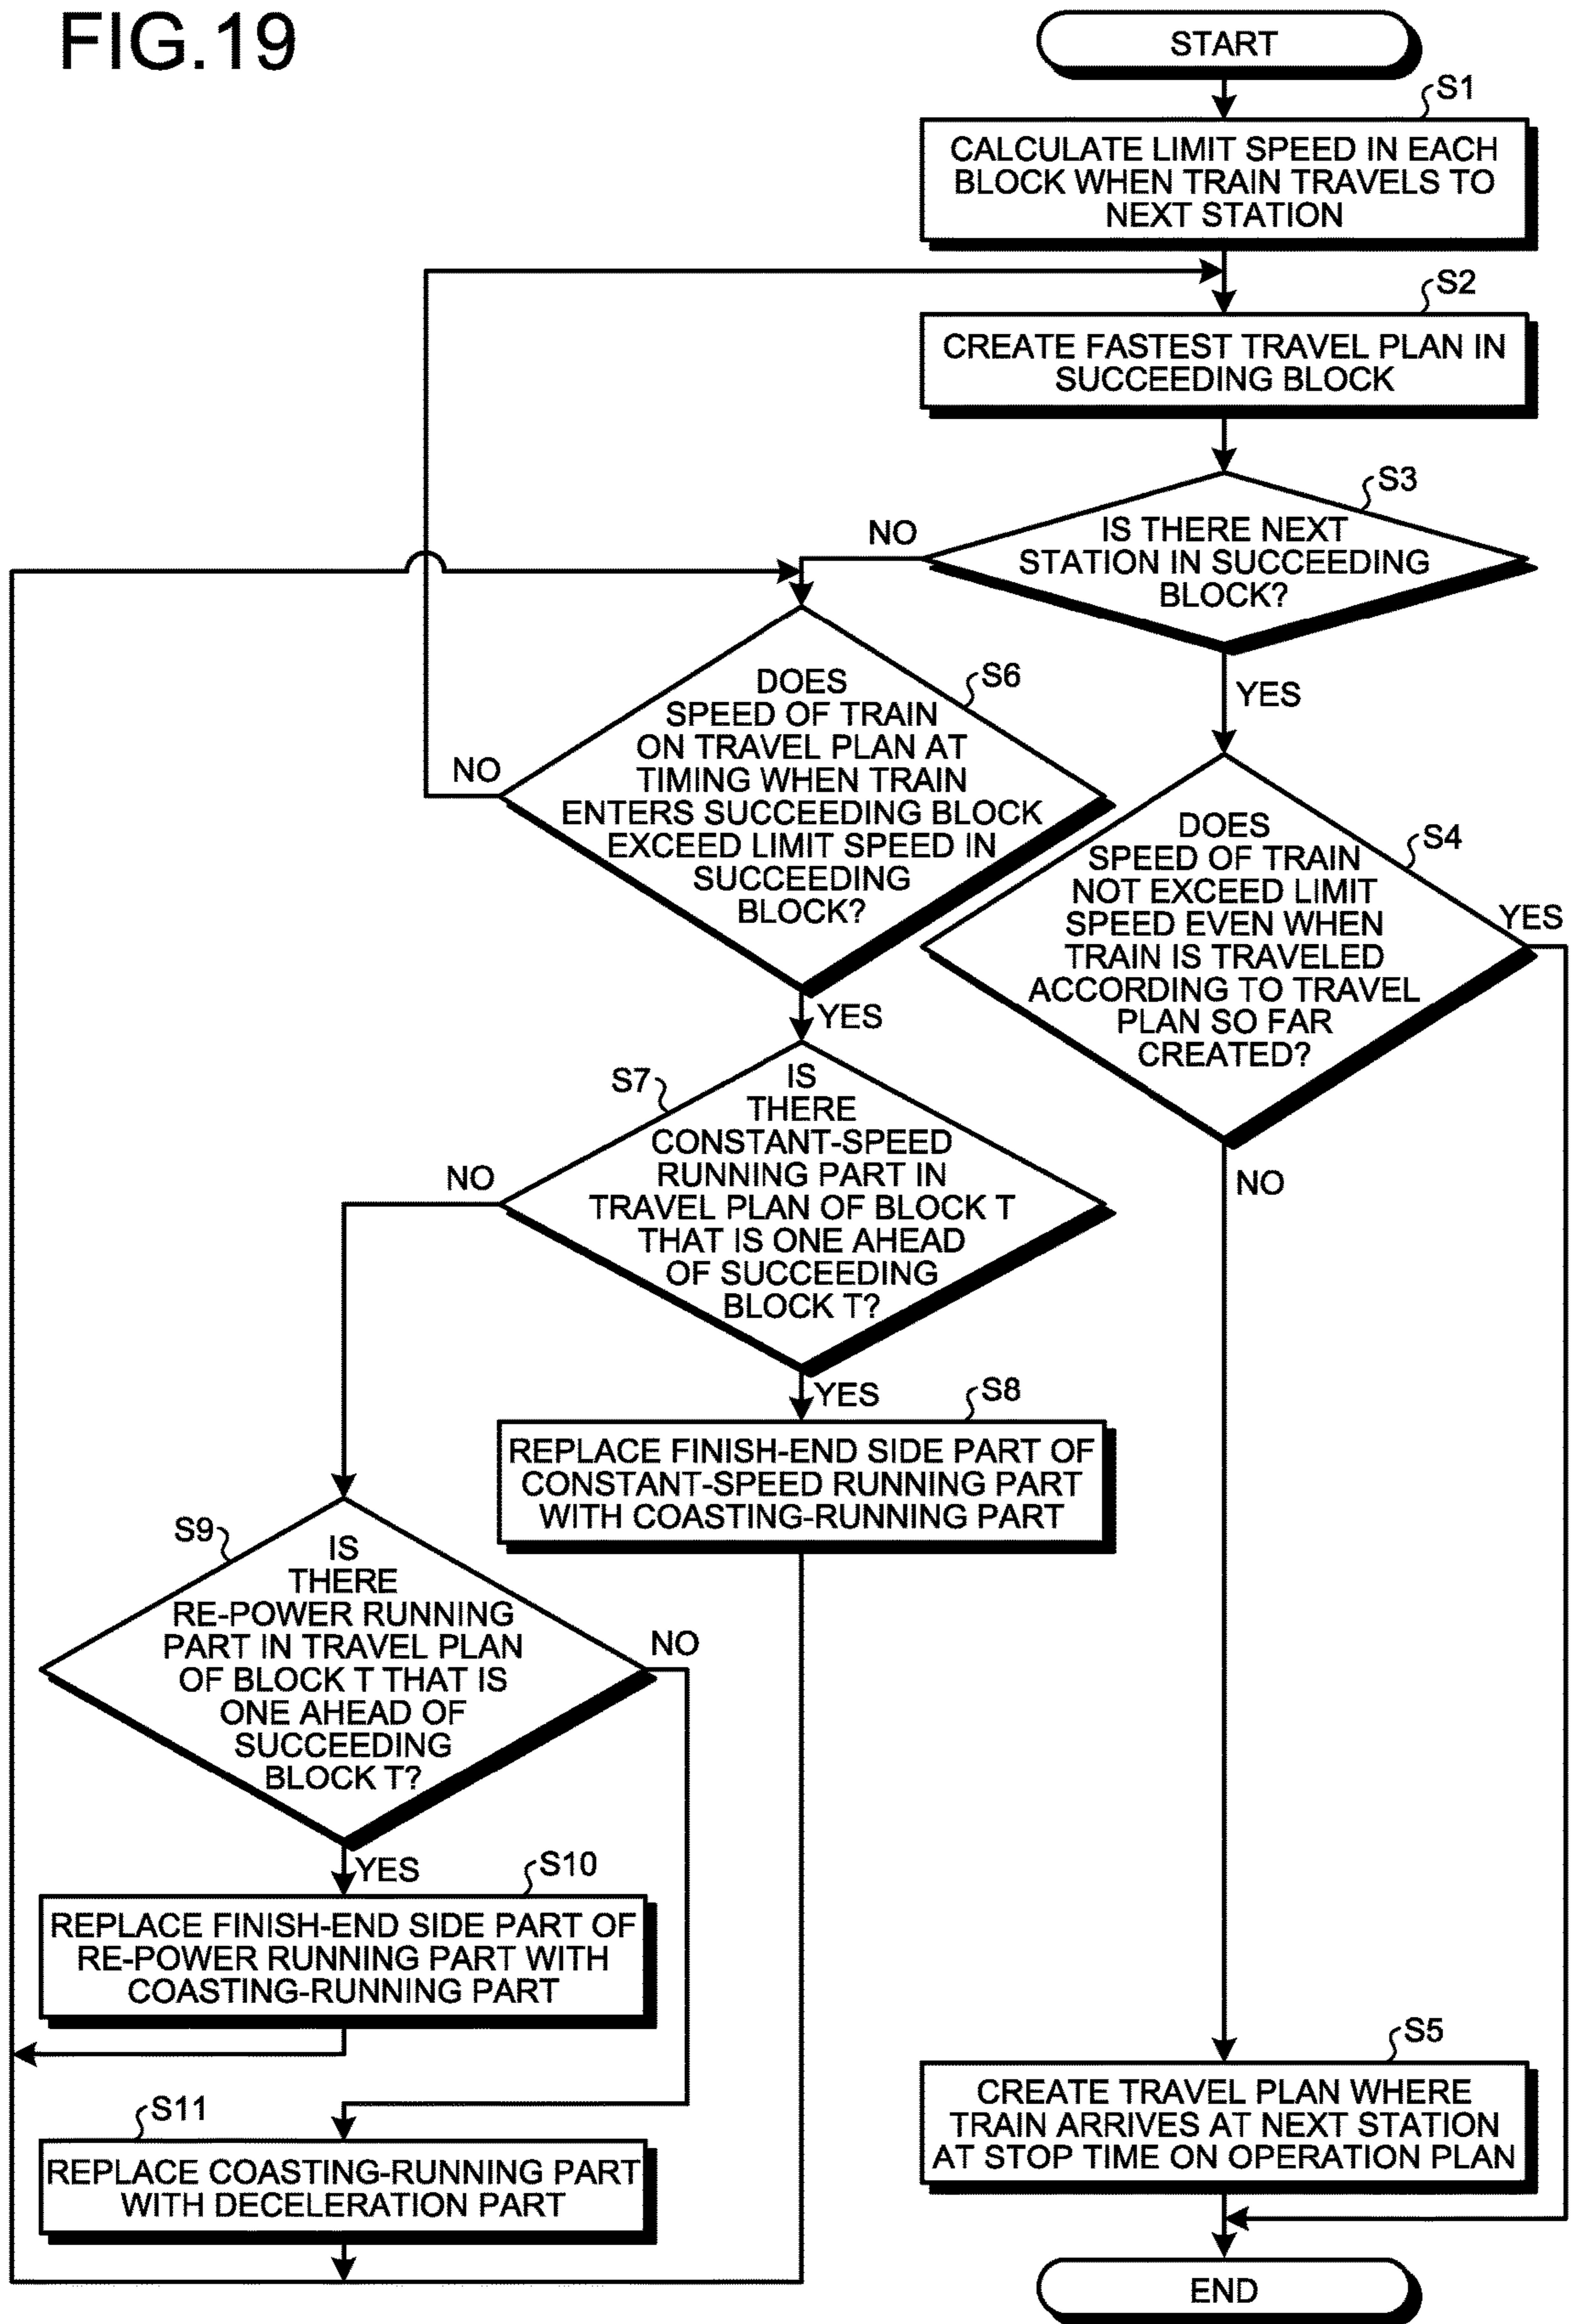 FIG.19
START
S1
CALCULATE LIMIT SPEED IN EACH
BLOCK WHEN TRAIN TRAVELS TO
NEXT STATION
S2
CREATE FASTEST TRAVEL PLAN IN
SUCCEEDING BLOCK
S3
IS THERE NEXT
STATION IN SUCCEEDING
BLOCK?
NO
YES
S6
DOES
SPEED OF TRAIN
ON TRAVEL PLAN AT
TIMING WHEN TRAIN
ENTERS SUCCEEDING BLOCK
EXCEED LIMIT SPEED IN
SUCCEEDING
BLOCK?
NO
YES
S4
DOES
SPEED OF TRAIN
NOT EXCEED LIMIT
SPEED EVEN WHEN
TRAIN IS TRAVELED
ACCORDING TO TRAVEL
PLAN SO FAR
CREATED?
YES
NO
S7
IS
THERE
CONSTANT-SPEED
RUNNING PART IN
TRAVEL PLAN OF BLOCK T
THAT IS ONE AHEAD
OF SUCCEEDING
BLOCK T?
NO
YES
S8
REPLACE FINISH-END SIDE PART OF
CONSTANT-SPEED RUNNING PART
WITH COASTING-RUNNING PART
S9
IS
THERE
RE-POWER RUNNING
PART IN TRAVEL PLAN
OF BLOCK T THAT IS
ONE AHEAD OF
SUCCEEDING
BLOCK T?
NO
YES
S10
REPLACE FINISH-END SIDE PART OF
RE-POWER RUNNING PART WITH
COASTING-RUNNING PART
S11
REPLACE COASTING-RUNNING PART
WITH DECELERATION PART
S5
CREATE TRAVEL PLAN WHERE
TRAIN ARRIVES AT NEXT STATION
AT STOP TIME ON OPERATION PLAN
END